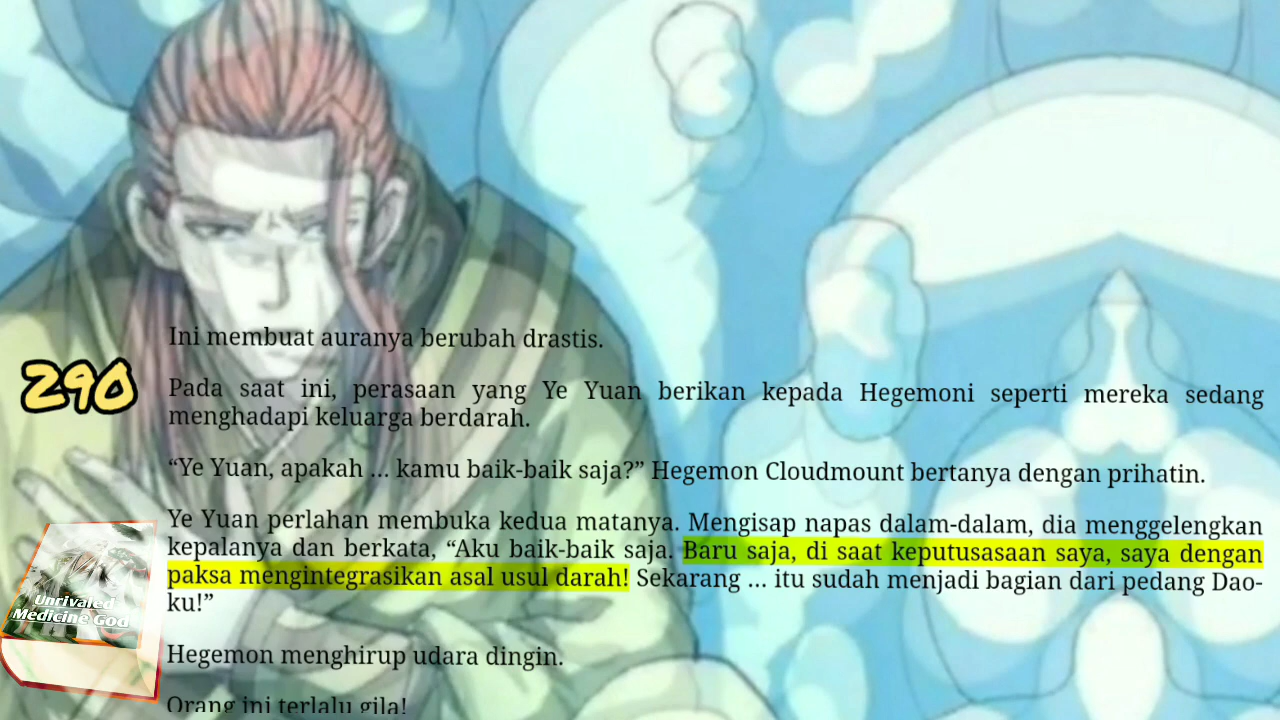 Ini membuat auranya berubah drastis.
290
Pada saat ini, perasaan yang Ye Yuan berikan kepada Hegemoni seperti mereka sedang
menghadapi keluarga berdarah.
“Ye Yuan, apakah ... kamu baik-baik saja?” Hegemon Cloudmount bertanya dengan prihatin.
Ye Yuan perlahan membuka kedua matanya. Mengisap napas dalam-dalam, dia menggelengkan
kepalanya dan berkata, “Aku baik-baik saja. Baru saja, di saat keputusasaan saya, saya dengan
paksa mengintegrasikan asal usul darah! Sekarang ... itu sudah menjadi bagian dari pedang Dao-
ku!”
Unrivaled
Medicine God
Hegemon menghirup udara dingin.
Orang ini terlalu gila!